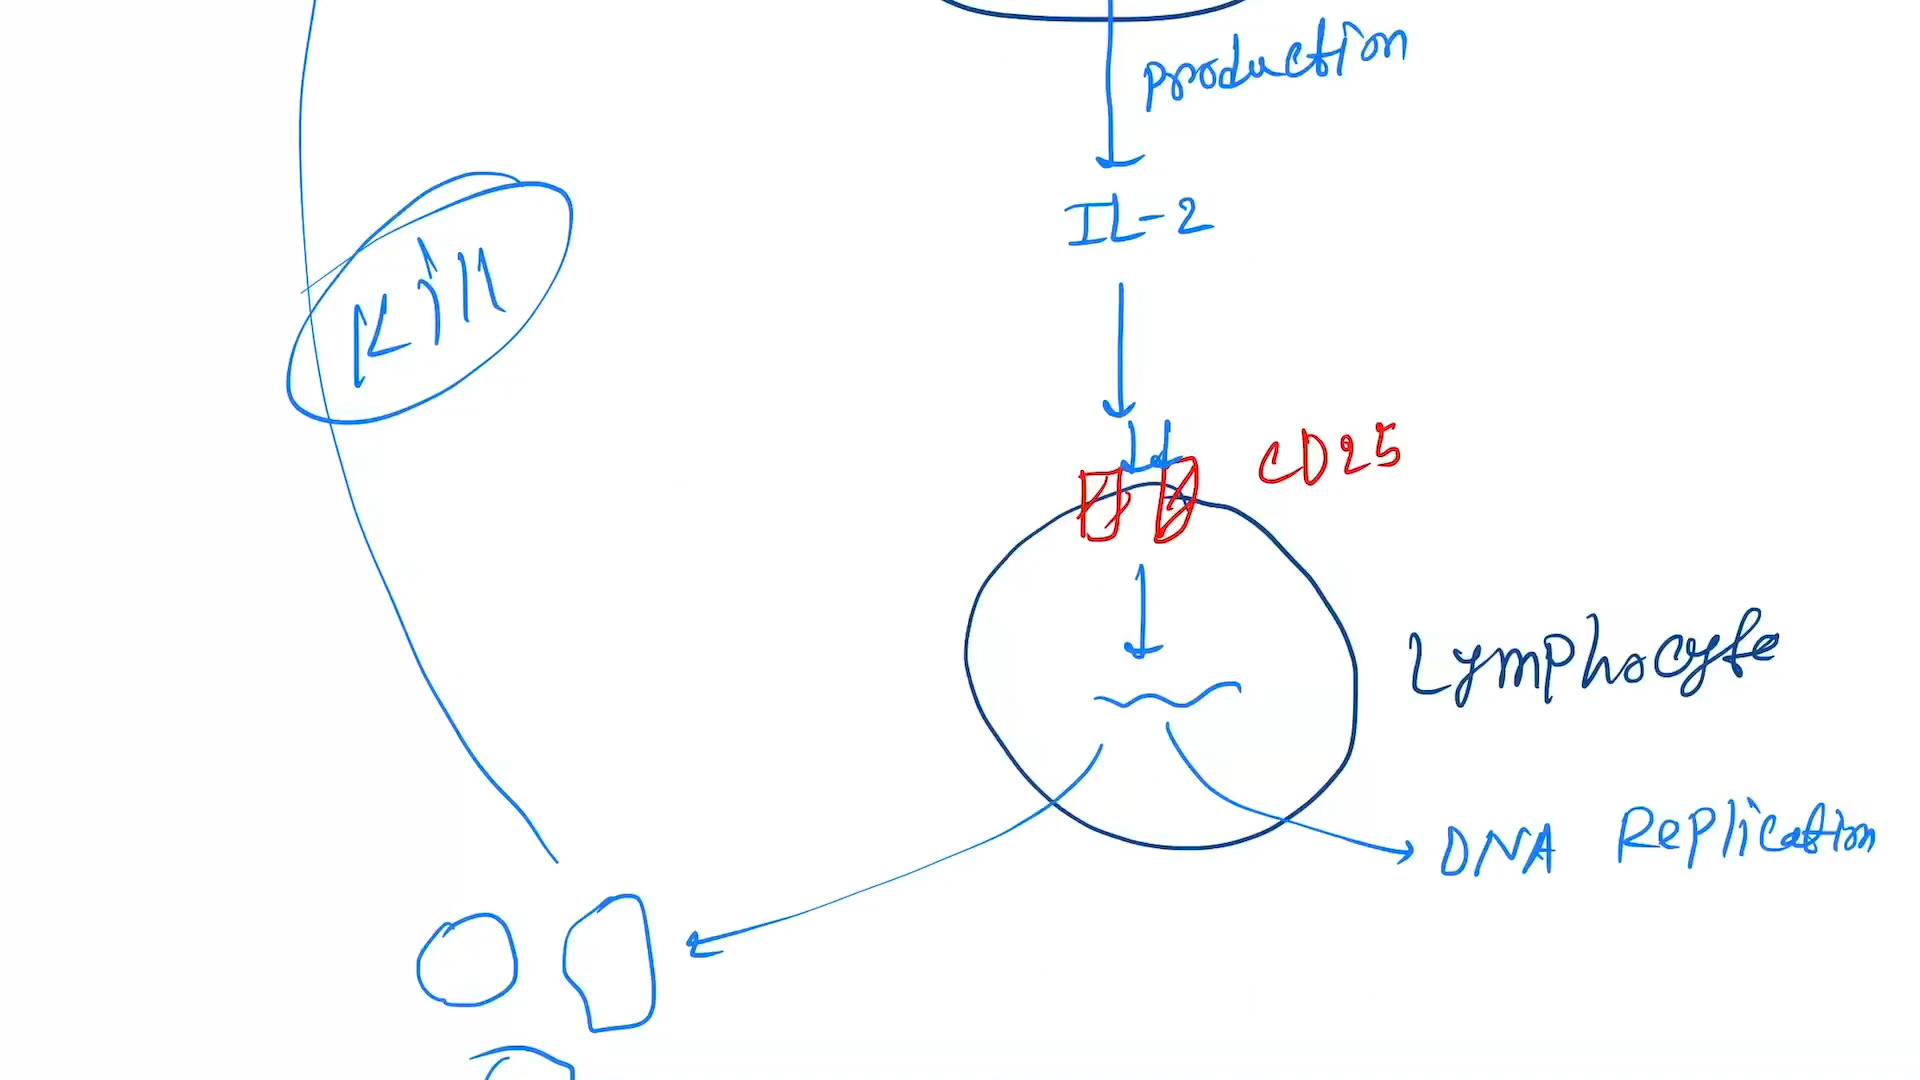 Production
IL-2
Kill
CD25
Lymphocyte
DNA Replication